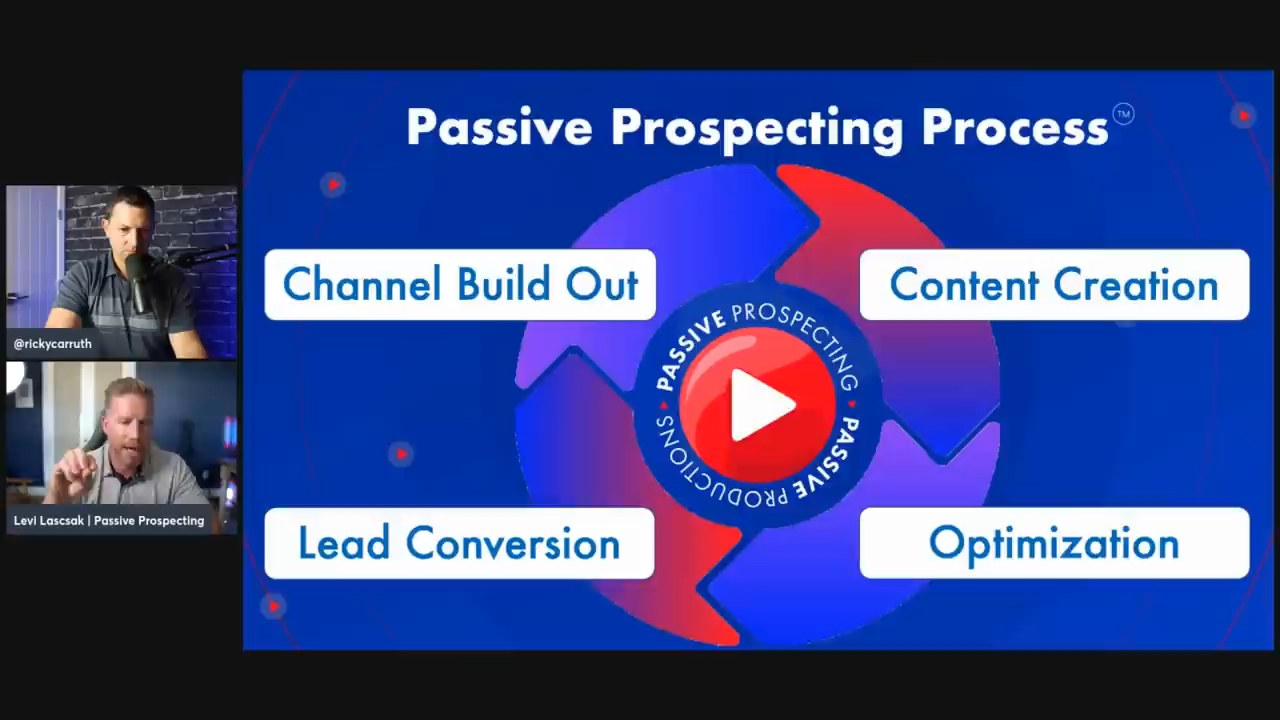 Passive Prospecting Process™
Channel Build Out
Content Creation
PASSIVE PROSPECTING • PASSIVE PRODUCTIONS •
Lead Conversion
Optimization
@rickycarruth
Levi Lascsak | Passive Prospecting